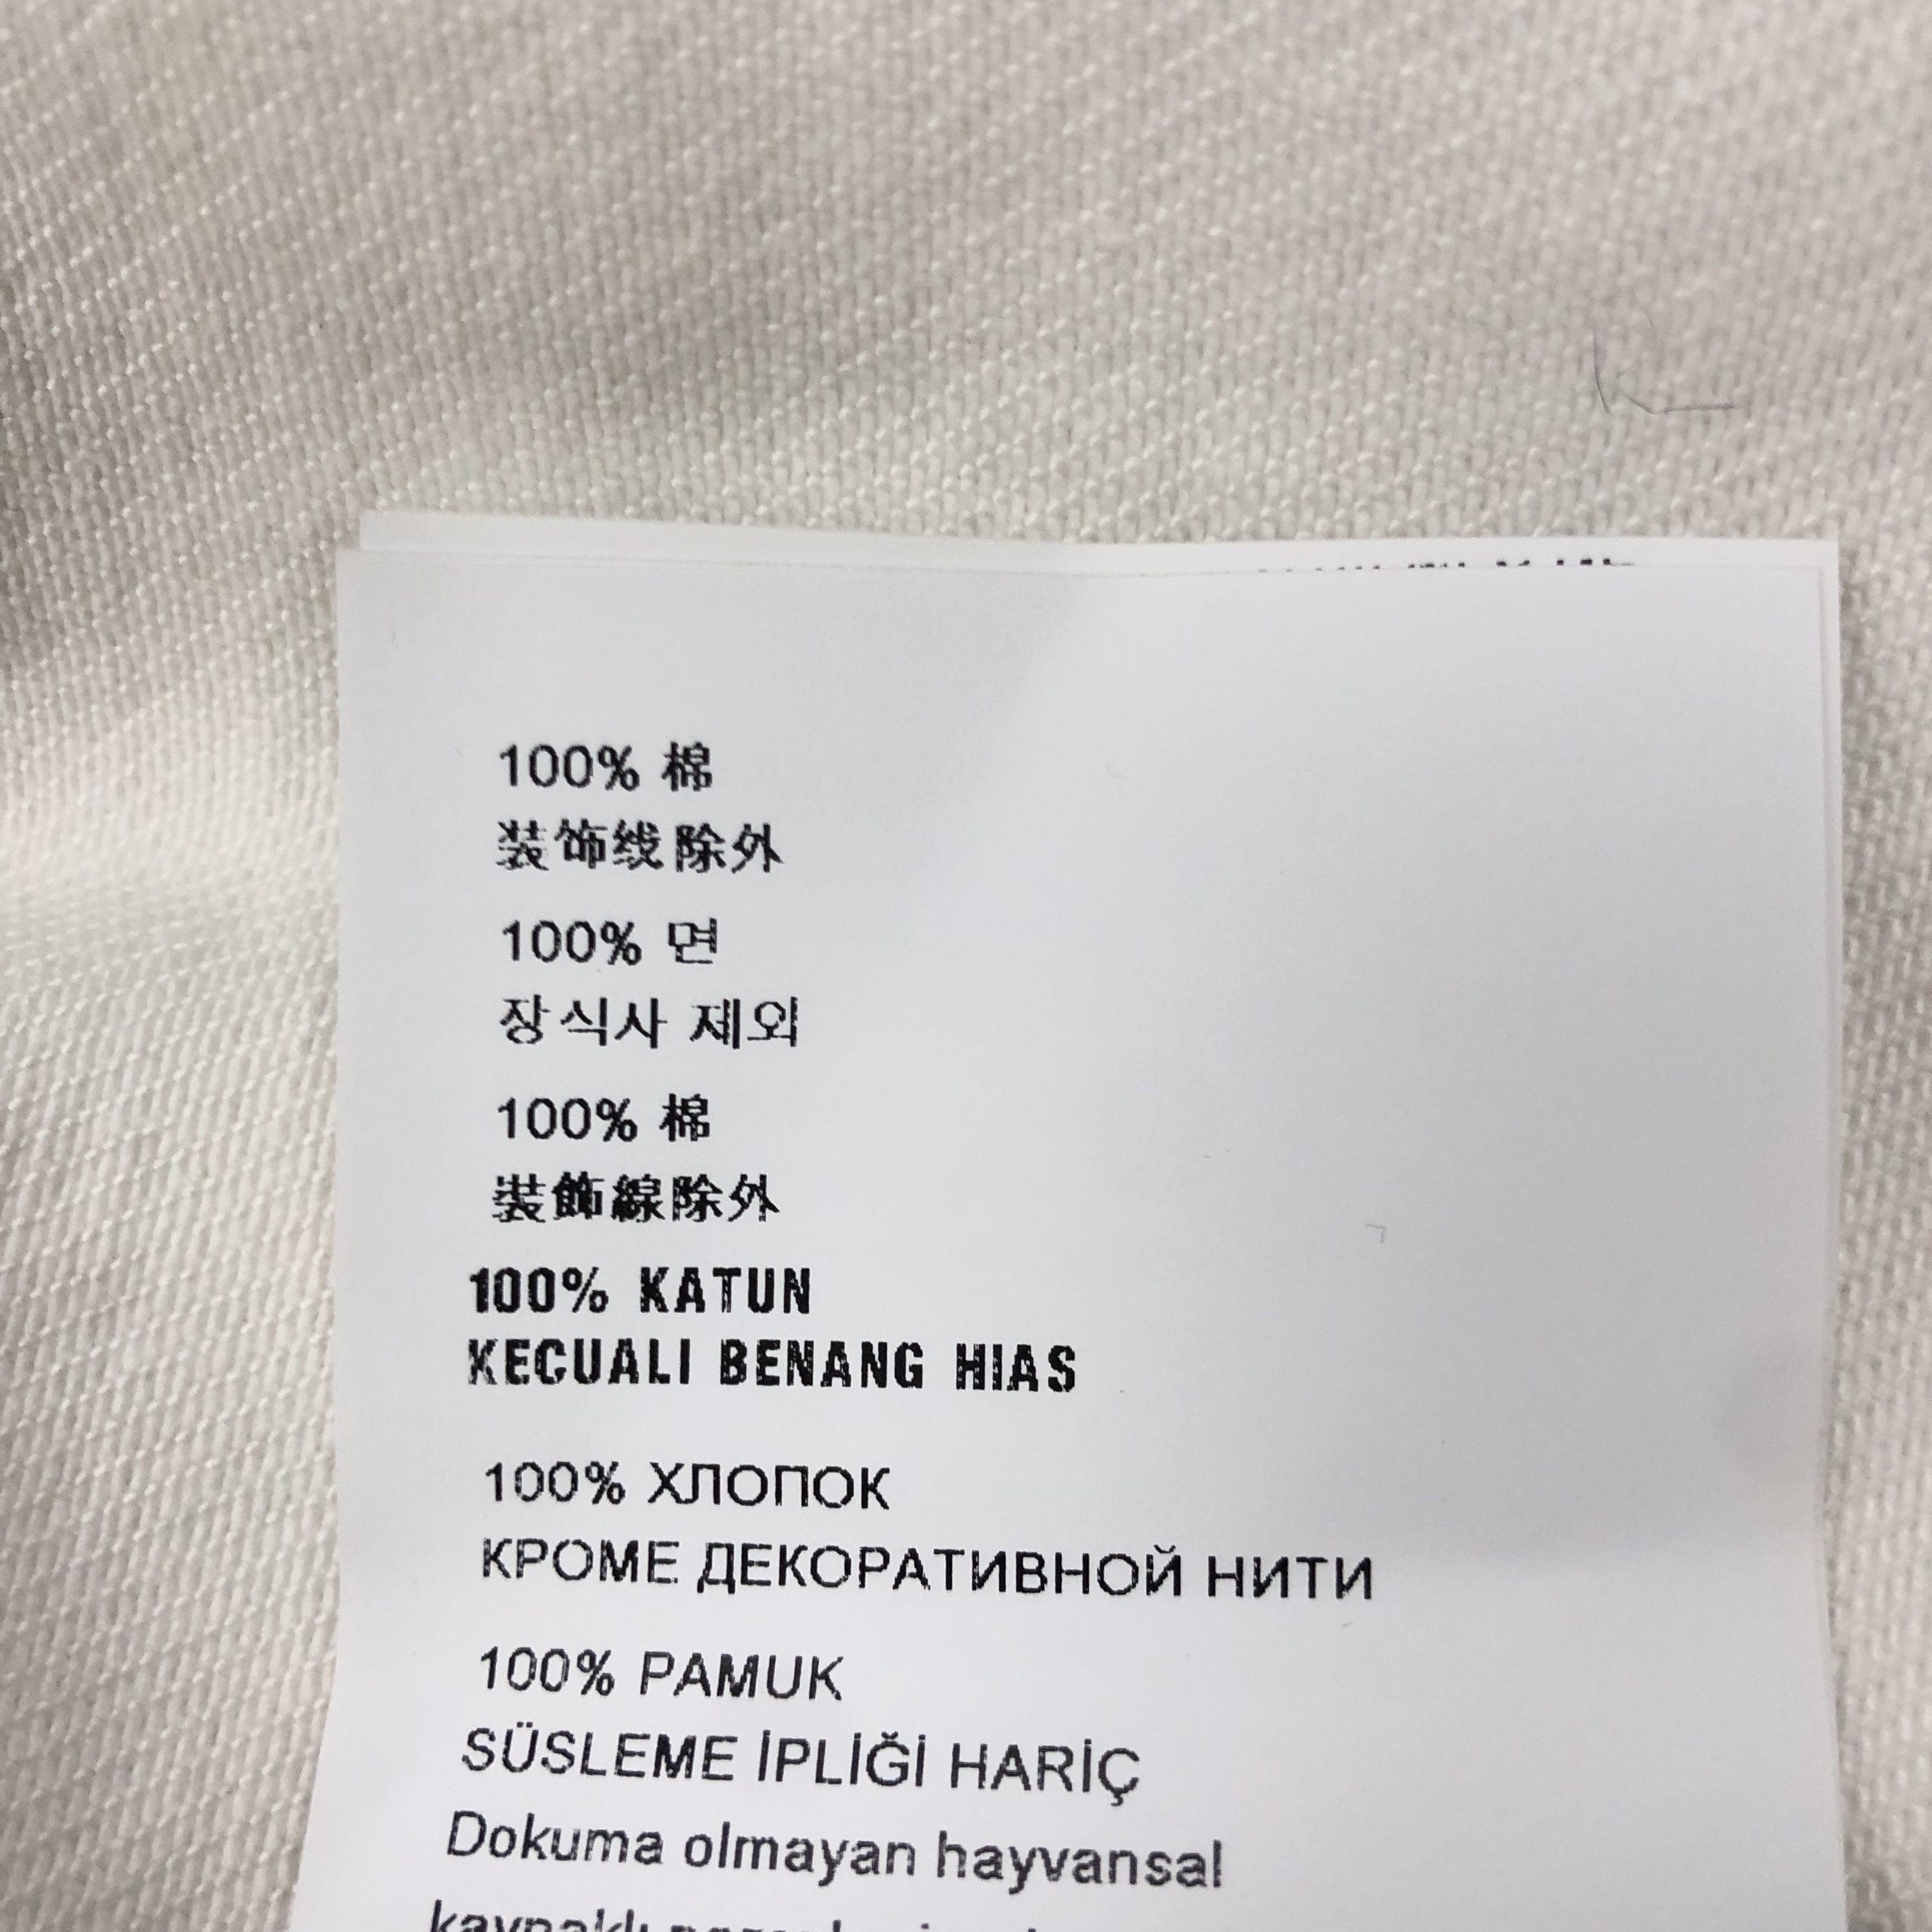 100% 棉
装饰线除外
100% 면
장식사 제외
100% 棉
裝飾線除外
100% KATUN
KECUALI BENANG HIAS
100% ХЛОПОК
КРОМЕ ДЕКОРАТИВНОЙ НИТИ
100% PAMUK
SÜSLEME İPLİĞİ HARİÇ
Dokuma olmayan hayvansal
kaynaklı